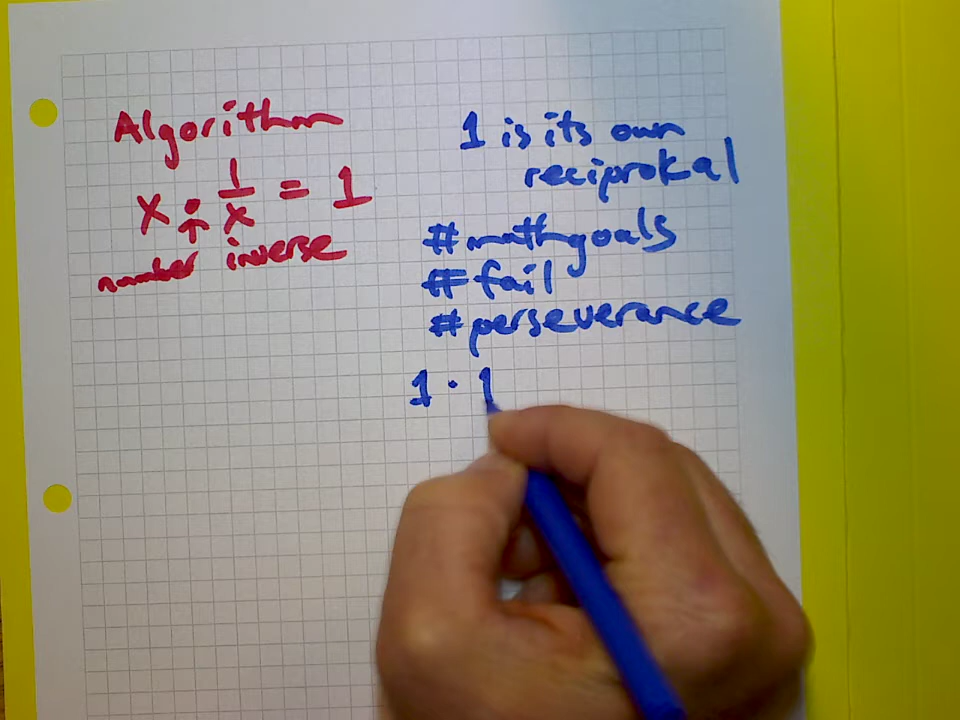 Algorithm
x · 1/x = 1
↑
number inverse
1 is its own
reciprokal
#mathgoals
#fail
#perseverance
1 · 1